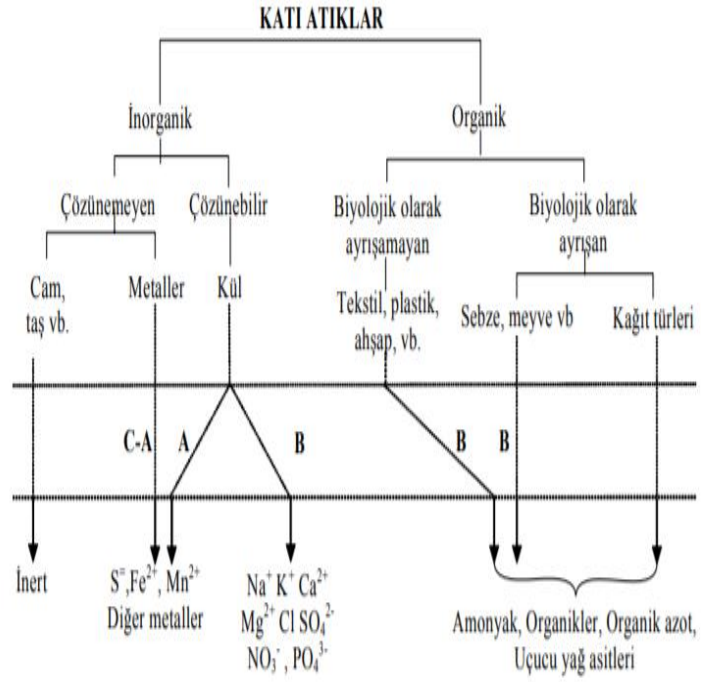 KATI ATIKLAR
İnorganik
Organik
Çözünemeyen
Çözünebilir
Biyolojik olarak
ayrışamayan
Biyolojik olarak
ayrışan
Cam,
taş vb.
Metaller
Kül
Tekstil, plastik,
ahşap, vb.
Sebze, meyve vb
Kağıt türleri
C-A
A
B
B
B
İnert
S⁼,Fe²⁺, Mn²⁺
Diğer metaller
Na⁺ K⁺ Ca²⁺
Mg²⁺ Cl SO₄²⁻
NO₃⁻, PO₄³⁻
Amonyak, Organikler, Organik azot,
Uçucu yağ asitleri